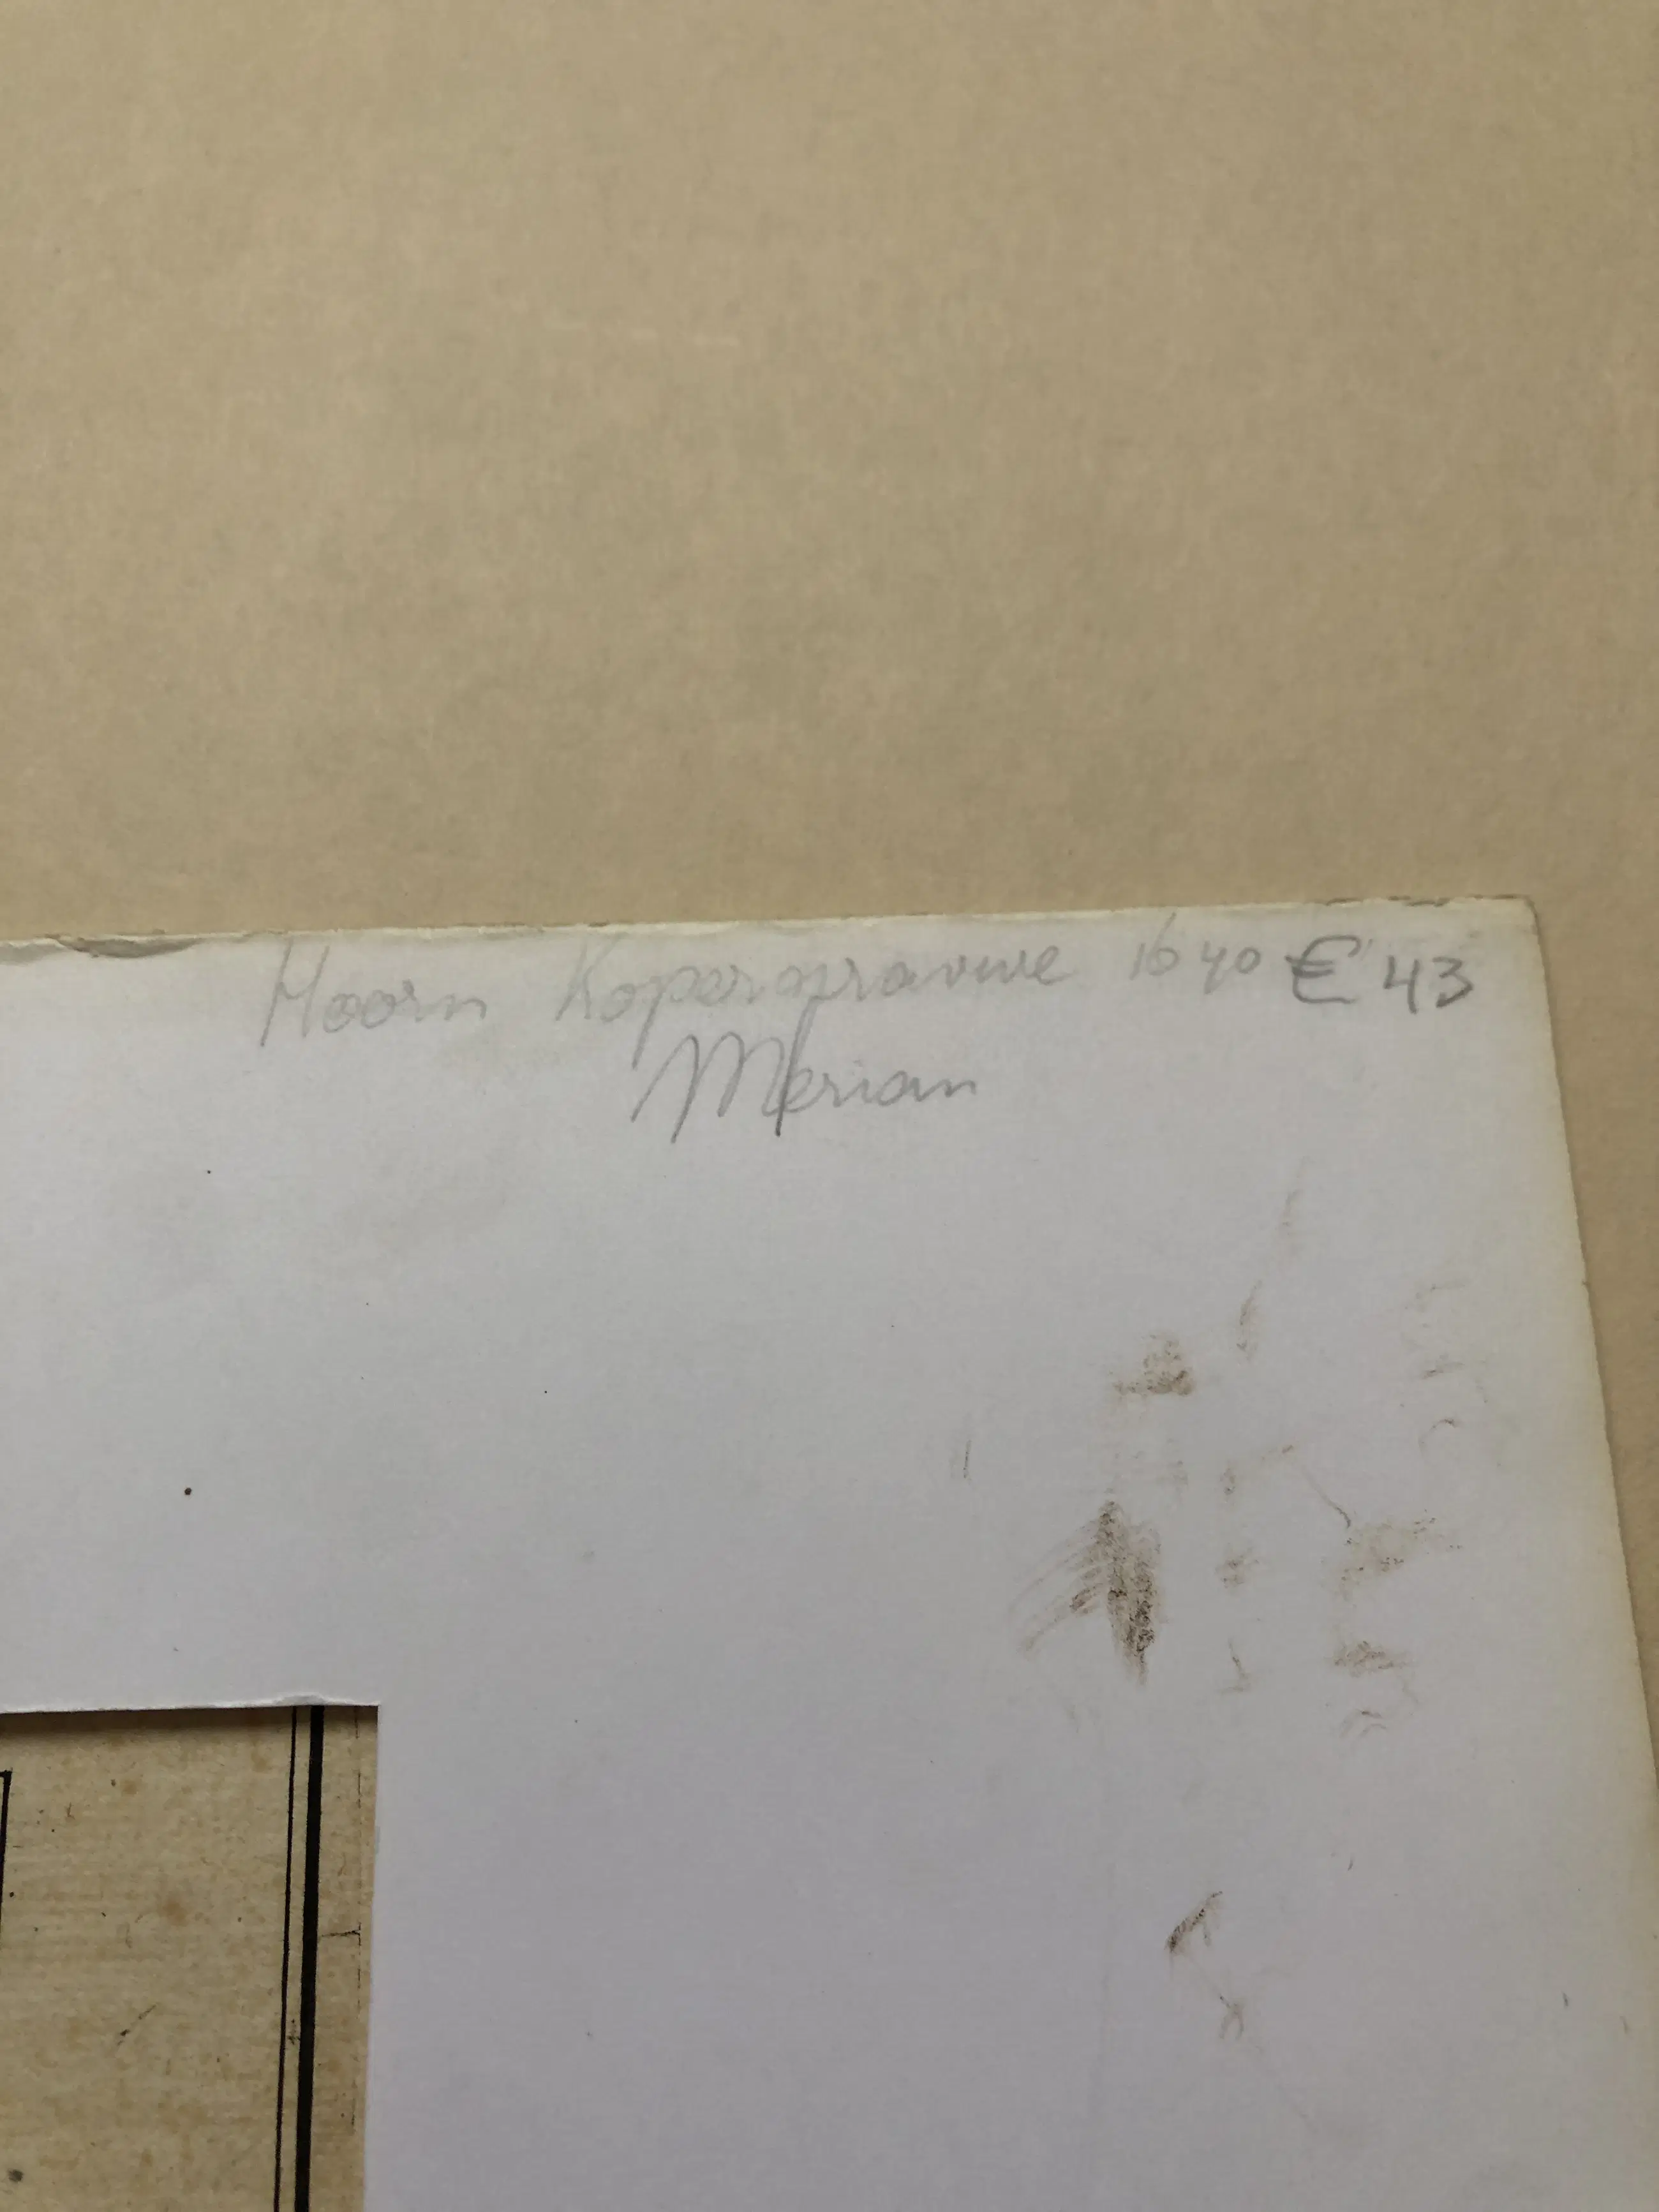 Hoorn Kopergravure 1640 € 43
Merian